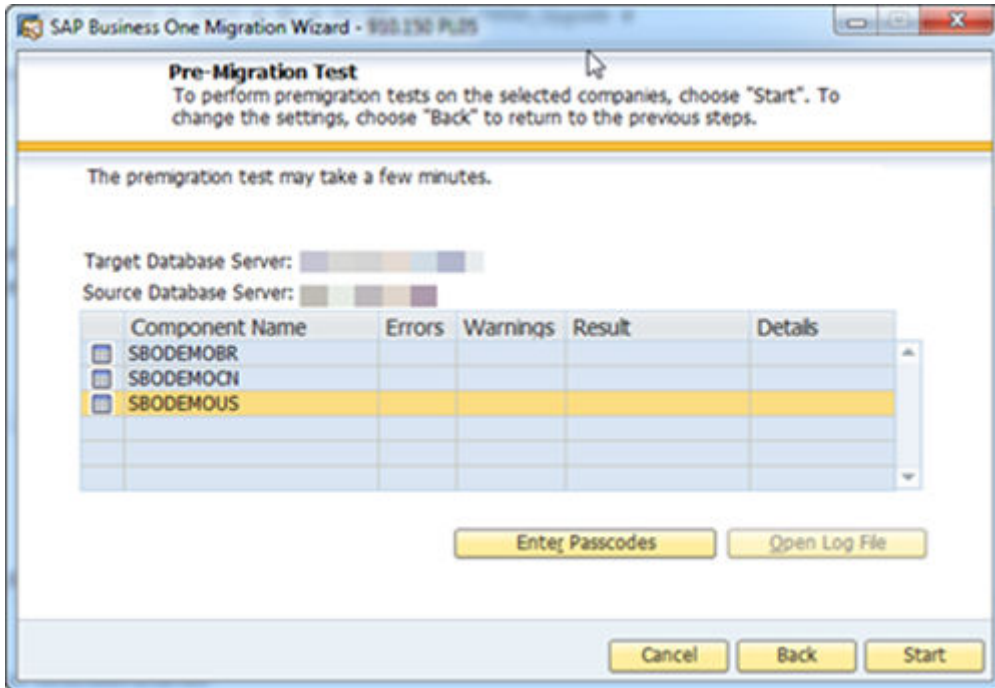 SAP Business One Migration Wizard - 910.150 PL05
Pre-Migration Test
To perform premigration tests on the selected companies, choose "Start". To
change the settings, choose "Back" to return to the previous steps.
The premigration test may take a few minutes.
Target Database Server:
Source Database Server:
Component Name Errors Warnings Result Details
SBODEMOBR
SBODEMOCN
SBODEMOUS
Enter Passcodes Open Log File
Cancel Back Start